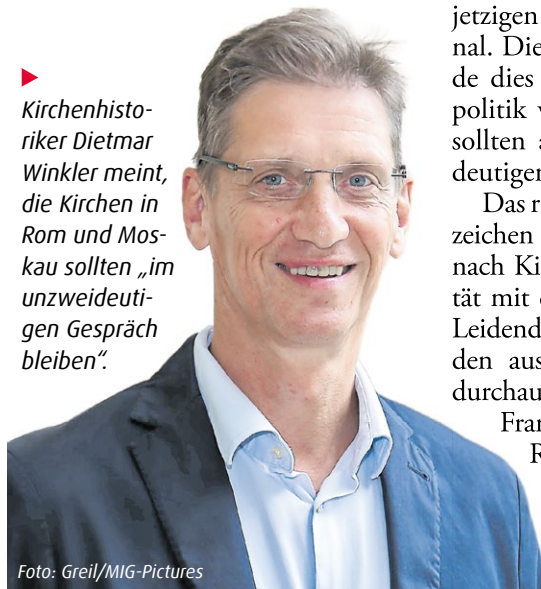 Kirchenhisto-
riker Dietmar
Winkler meint,
die Kirchen in
Rom und Mos-
kau sollten „im
unzweideuti-
gen Gespräch
bleiben“.
Foto: Greil/MIG-Pictures
jetzigen
nal. Die
de dies
politik
sollten
deutigen
Das
zeichen
nach Ki
tät mit
Leidend
den aus
durchau
Fran